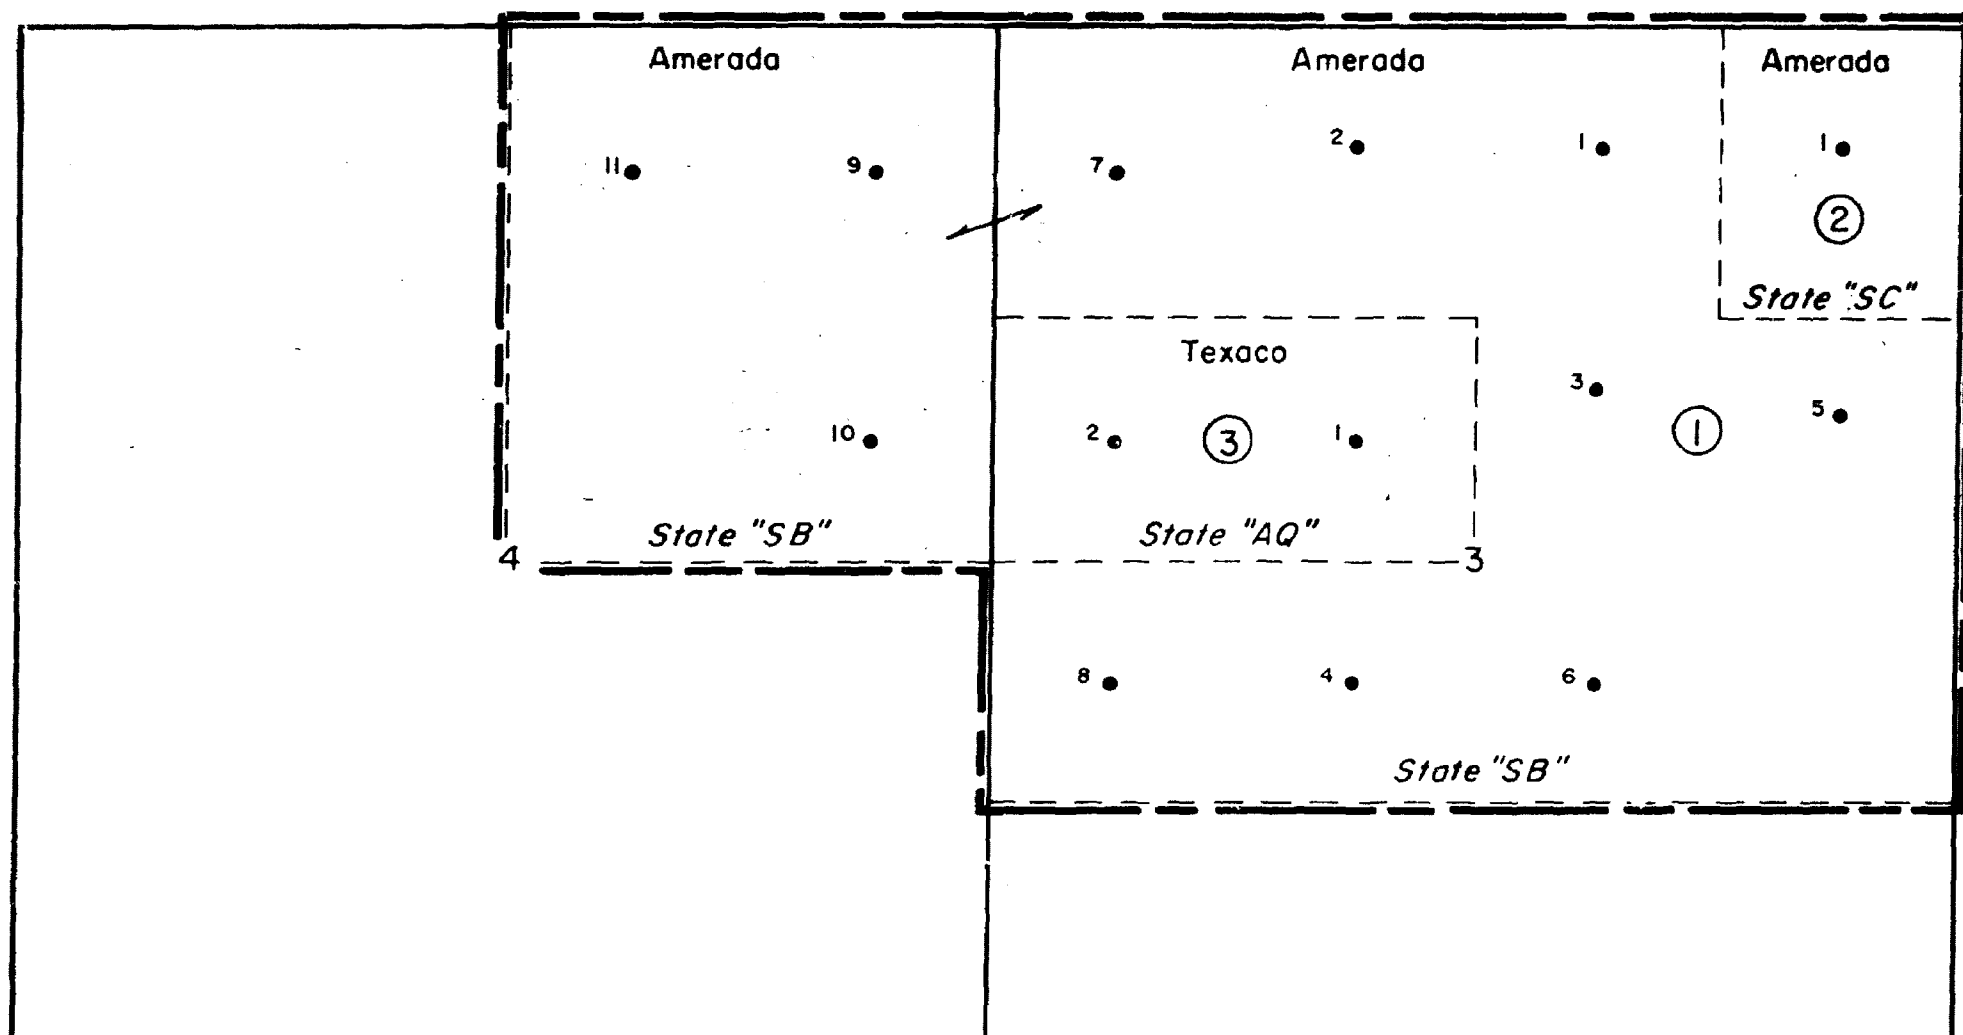 Amerada
Amerada
Amerada
11
9
7
2
1
1
2
State "SC"
Texaco
3
5
10
2
3
1
1
State "SB"
State "AQ"
4
3
8
4
6
State "SB"